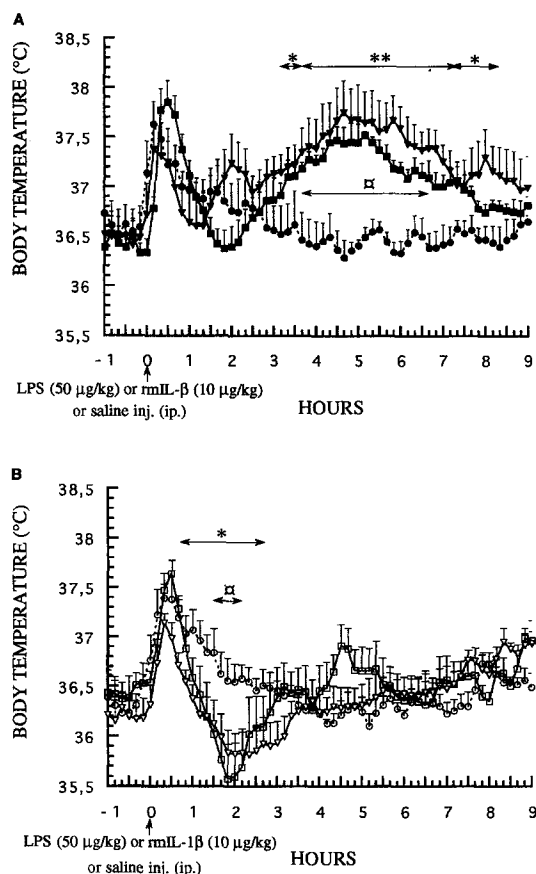 A
BODY TEMPERATURE (°C)
38,5
38
37,5
37
36,5
36
35,5
* ** *
¤
-1 0 1 2 3 4 5 6 7 8 9
LPS (50 µg/kg) or rmIL-β (10 µg/kg)
or saline inj. (ip.)
HOURS
B
BODY TEMPERATURE (°C)
38,5
38
37,5
37
36,5
36
35,5
*
¤
-1 0 1 2 3 4 5 6 7 8 9
LPS (50 µg/kg) or rmIL-1β (10 µg/kg)
or saline inj. (ip.)
HOURS